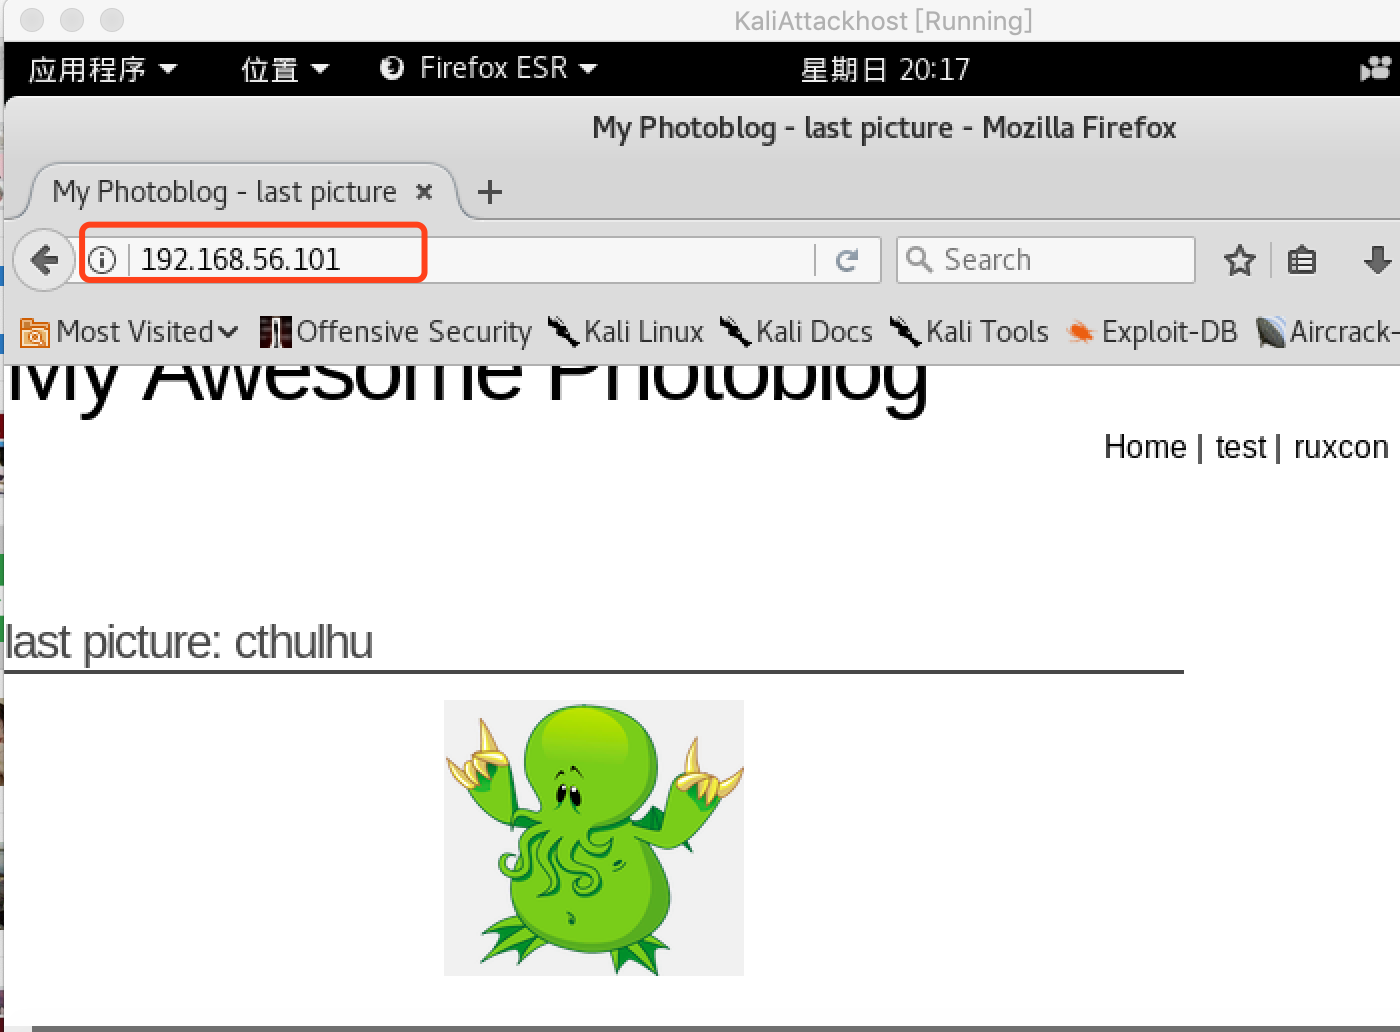 KaliAttackhost [Running]
应用程序 位置 Firefox ESR 星期日 20:17
My Photoblog - last picture - Mozilla Firefox
My Photoblog - last picture
192.168.56.101 Search
Most Visited Offensive Security Kali Linux Kali Docs Kali Tools Exploit-DB Aircrack-
My Awesome Photoblog
Home | test | ruxcon
last picture: cthulhu